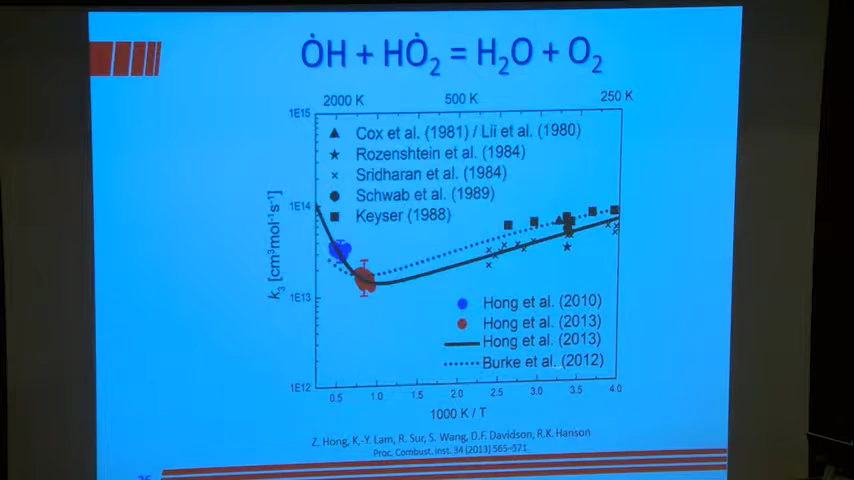 ȮH + HȮ₂ = H₂O + O₂
2000 K 500 K 250 K
1E15
1E14
1E13
1E12
k₃ [cm³mol⁻¹s⁻¹]
Cox et al. (1981) / Lii et al. (1980)
Rozenshtein et al. (1984)
Sridharan et al. (1984)
Schwab et al. (1989)
Keyser (1988)
Hong et al. (2010)
Hong et al. (2013)
Hong et al. (2013)
Burke et al. (2012)
0.5 1.0 1.5 2.0 2.5 3.0 3.5 4.0
1000 K / T
Z. Hong, K.-Y. Lam, R. Sur, S. Wang, D.F. Davidson, R.K. Hanson
Proc. Combust. Inst. 34 (2013) 565–571.